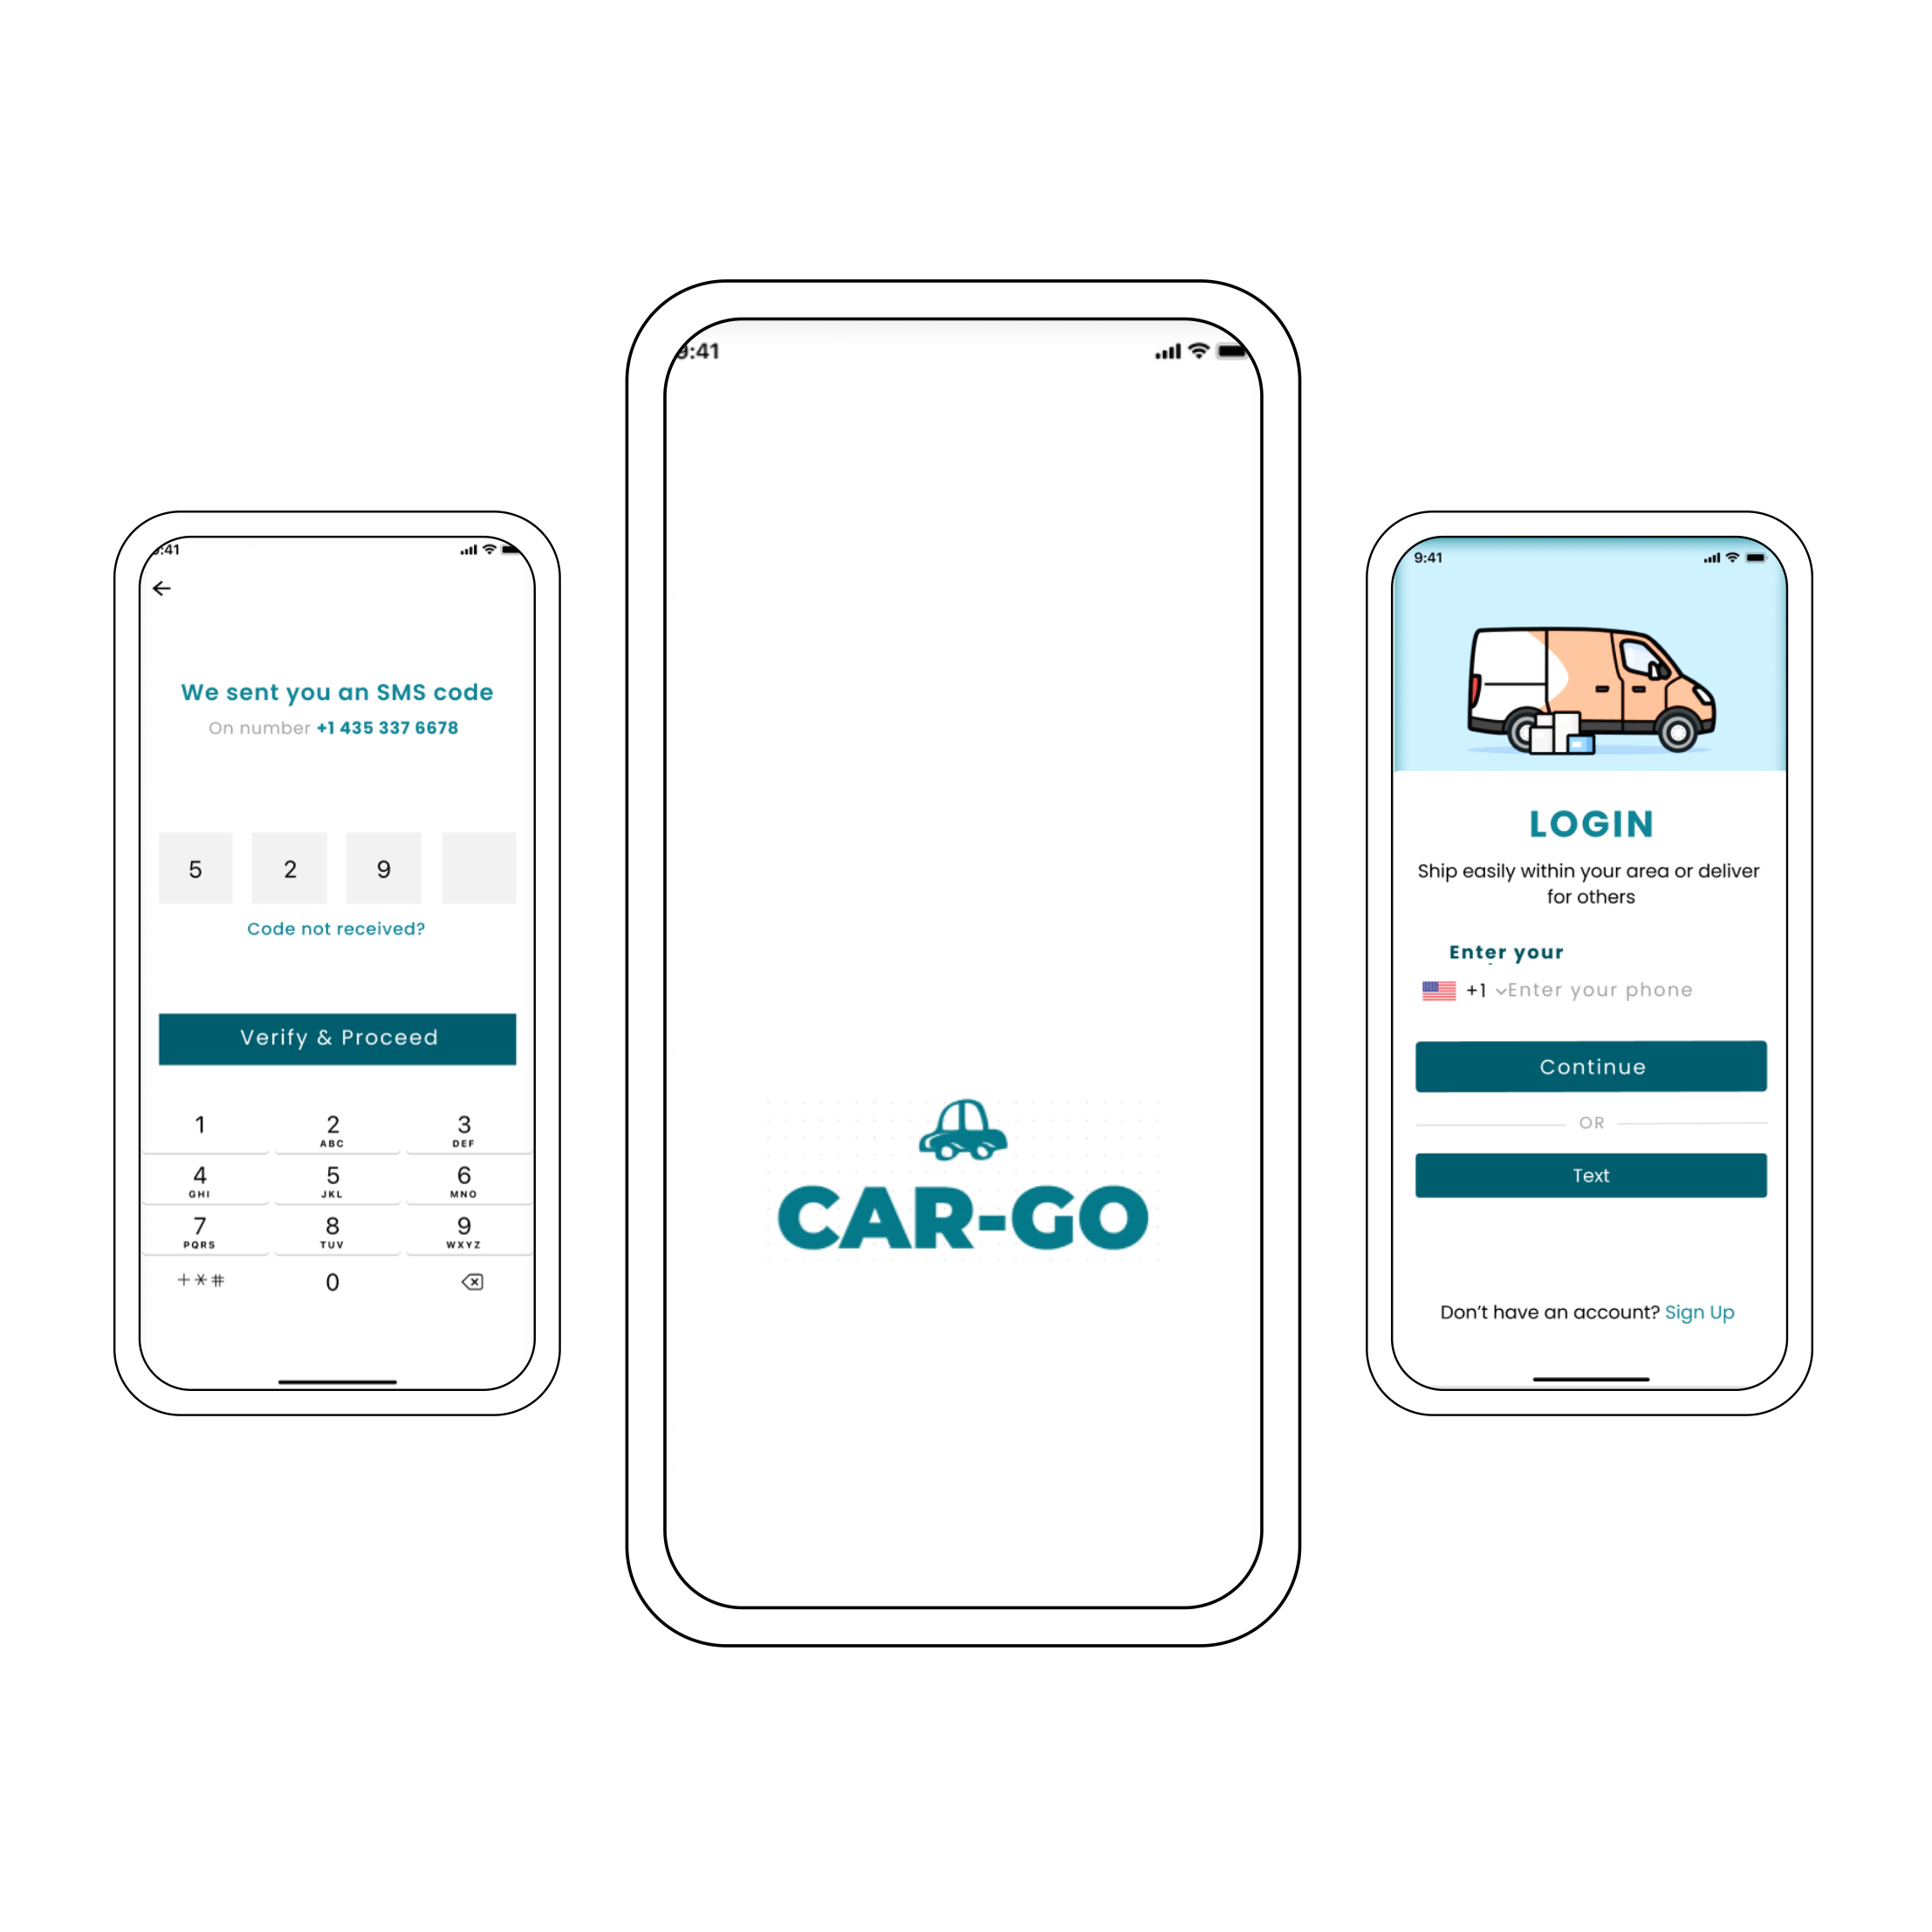 9:41
We sent you an SMS code
On number +1 435 337 6678
5 2 9
Code not received?
Verify & Proceed
1 2 3
ABC DEF
4 5 6
GHI JKL MNO
7 8 9
PQRS TUV WXYZ
+*# 0
9:41
CAR-GO
9:41
LOGIN
Ship easily within your area or deliver
for others
Enter your
+1 Enter your phone
Continue
OR
Text
Don't have an account? Sign Up